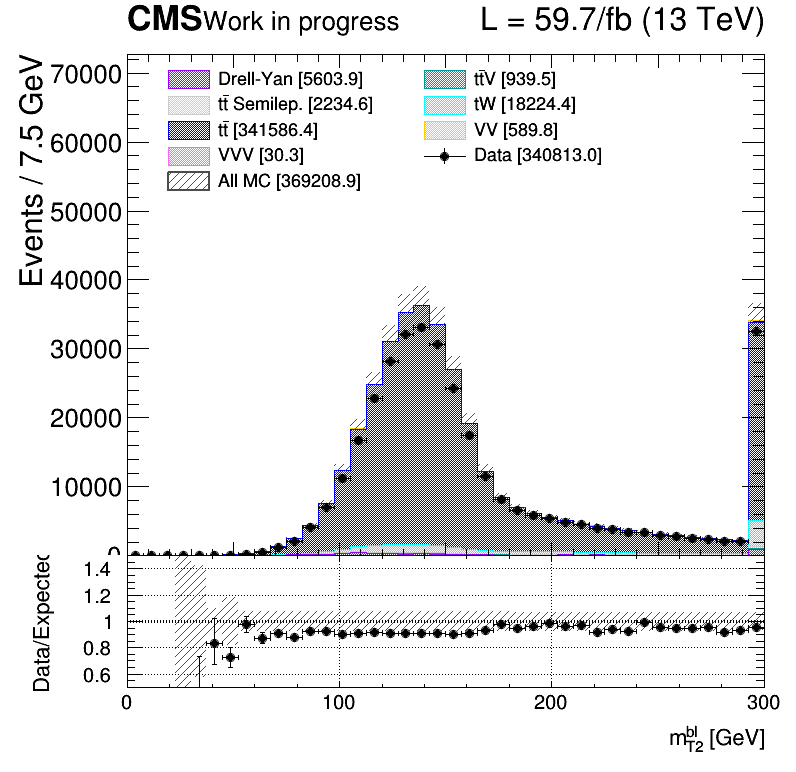 CMS Work in progress L = 59.7/fb (13 TeV)
Events / 7.5 GeV
70000
60000
50000
40000
30000
20000
10000
0
Drell-Yan [5603.9]
tt̄ Semilep. [2234.6]
tt̄ [341586.4]
VVV [30.3]
All MC [369208.9]
tt̄V [939.5]
tW [18224.4]
VV [589.8]
Data [340813.0]
Data/Expected
1.4
1.2
1
0.8
0.6
0 100 200 300
m_{T2}^{bl} [GeV]